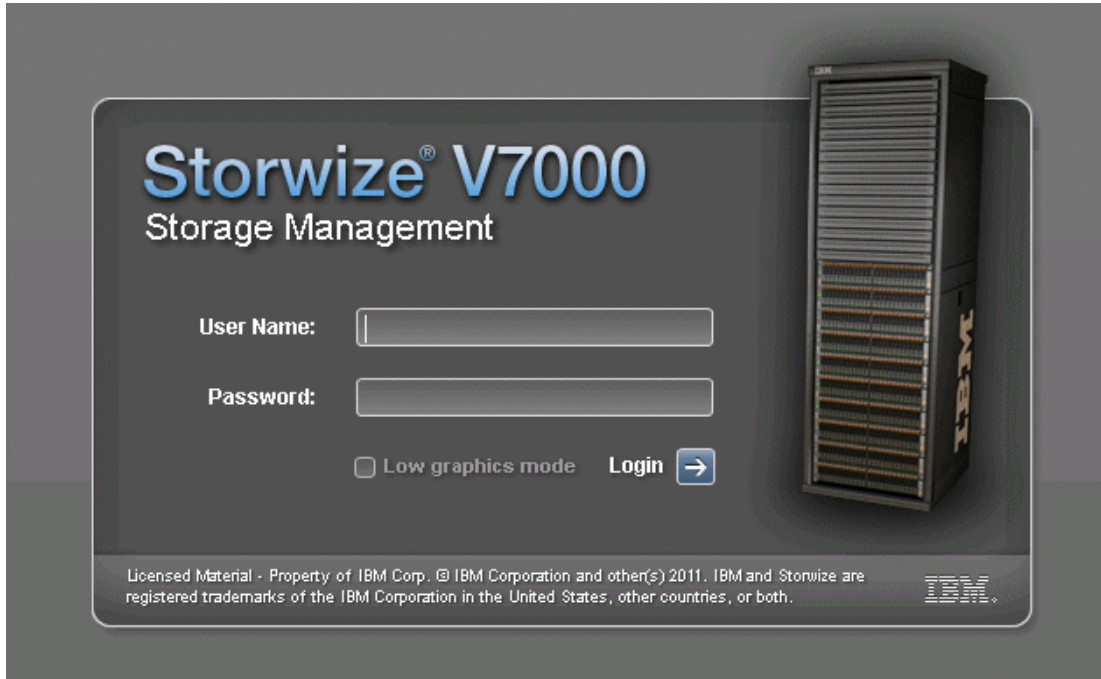 IBM
Storwize® V7000
Storage Management
User Name:
Password:
Low graphics mode
Login
IBM
Licensed Material - Property of IBM Corp. © IBM Corporation and other(s) 2011. IBM and Storwize are
registered trademarks of the IBM Corporation in the United States, other countries, or both.
IBM.